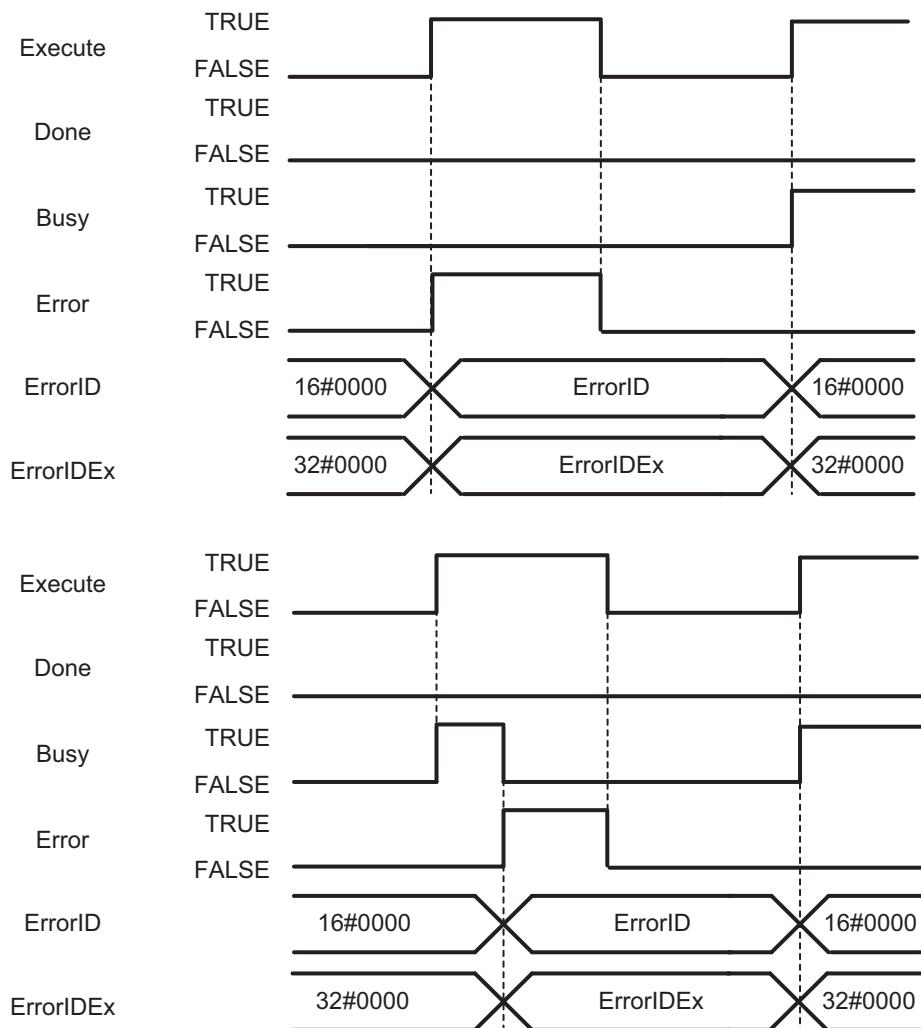 TRUE
Execute
FALSE
TRUE
Done
FALSE
TRUE
Busy
FALSE
TRUE
Error
FALSE
ErrorID 16#0000 ErrorID 16#0000
ErrorIDEx 32#0000 ErrorIDEx 32#0000
TRUE
Execute
FALSE
TRUE
Done
FALSE
TRUE
Busy
FALSE
TRUE
Error
FALSE
ErrorID 16#0000 ErrorID 16#0000
ErrorIDEx 32#0000 ErrorIDEx 32#0000